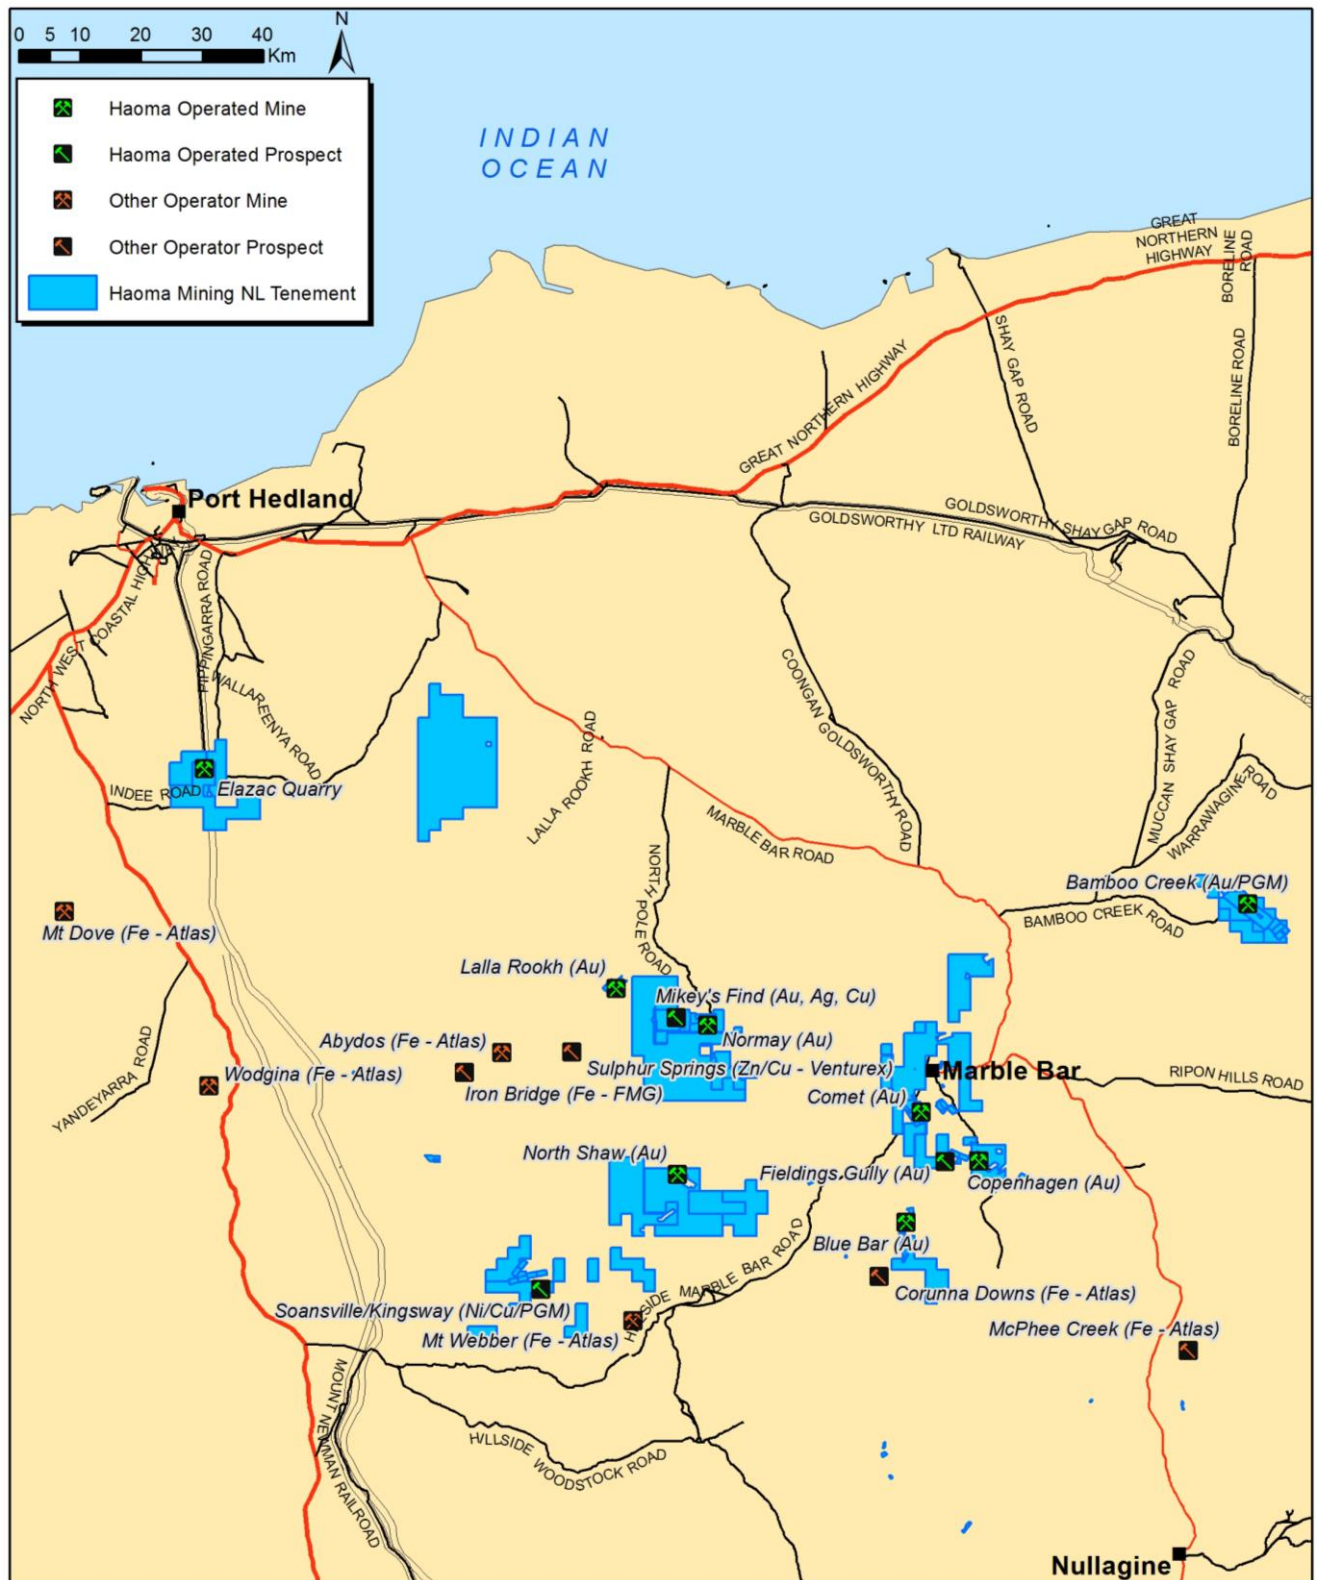 0 5 10 20 30 40
Km
N
Haoma Operated Mine
Haoma Operated Prospect
Other Operator Mine
Other Operator Prospect
Haoma Mining NL Tenement
INDIAN
OCEAN
GREAT
NORTHERN
HIGHWAY
BORELINE
ROAD
SHAY GAP ROAD
BORELINE ROAD
GREAT NORTHERN HIGHWAY
Port Hedland
GOLDSWORTHY SHAY GAP ROAD
GOLDSWORTHY LTD RAILWAY
NORTH WEST COASTAL HIGHWAY
PIPPINGARRA ROAD
WALLAREENYA ROAD
COONGAN GOLDSWORTHY ROAD
MUCCAN SHAY GAP ROAD
WARRAWAGINE ROAD
LALLA ROOKH ROAD
INDEE ROAD
Elazac Quarry
MARBLE BAR ROAD
NORTH POLE ROAD
Bamboo Creek (Au/PGM)
BAMBOO CREEK ROAD
Mt Dove (Fe - Atlas)
Lalla Rookh (Au)
Mikey's Find (Au, Ag, Cu)
Normay (Au)
Abydos (Fe - Atlas)
Sulphur Springs (Zn/Cu - Venturex)
Wodgina (Fe - Atlas)
Iron Bridge (Fe - FMG)
YANDEYARRA ROAD
Marble Bar
RIPON HILLS ROAD
Comet (Au)
North Shaw (Au)
Fieldings Gully (Au)
Copenhagen (Au)
Blue Bar (Au)
HILLSIDE MARBLE BAR ROAD
Corunna Downs (Fe - Atlas)
Soansville/Kingsway (Ni/Cu/PGM)
Mt Webber (Fe - Atlas)
McPhee Creek (Fe - Atlas)
MOUNT NEWMAN RAILROAD
HILLSIDE WOODSTOCK ROAD
Nullagine